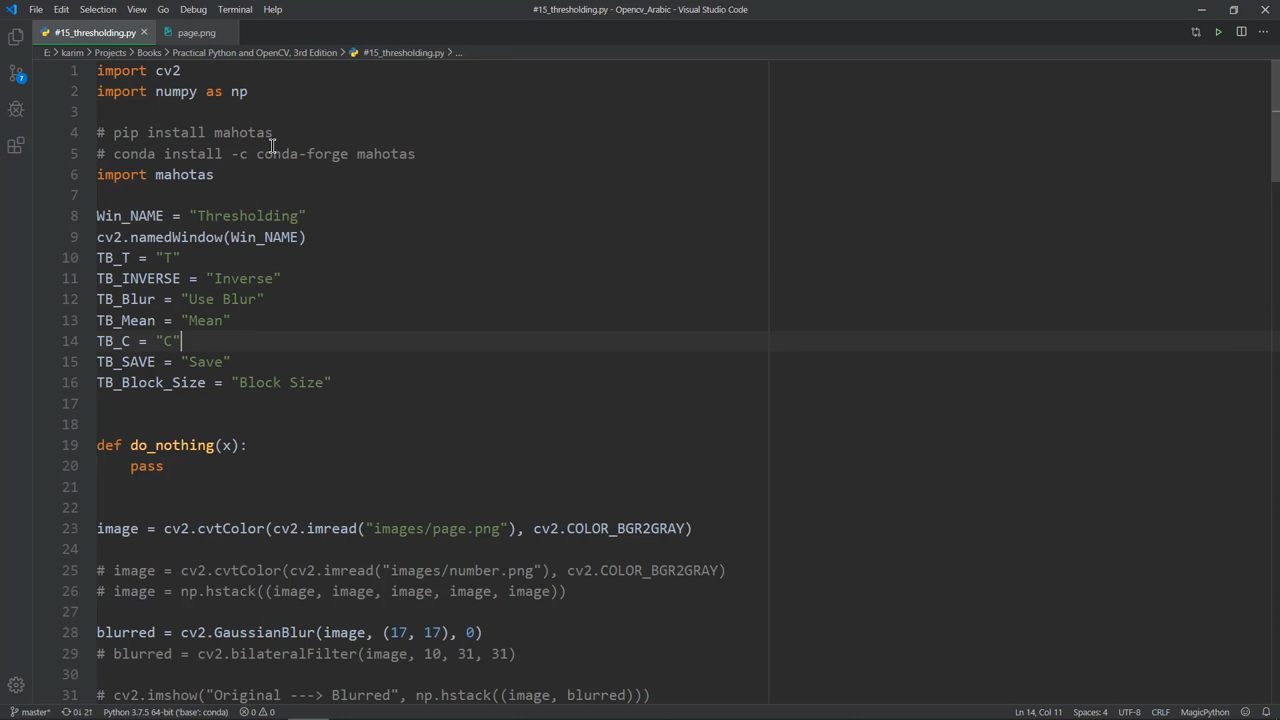 File Edit Selection View Go Debug Terminal Help #15_thresholding.py - Opencv_Arabic - Visual Studio Code
#15_thresholding.py page.png
E: karim Projects Books Practical Python and OpenCV, 3rd Edition #15_thresholding.py ...
1 import cv2
2 import numpy as np
3
4 # pip install mahotas
5 # conda install -c conda-forge mahotas
6 import mahotas
7
8 Win_NAME = "Thresholding"
9 cv2.namedWindow(Win_NAME)
10 TB_T = "T"
11 TB_INVERSE = "Inverse"
12 TB_Blur = "Use Blur"
13 TB_Mean = "Mean"
14 TB_C = "C"
15 TB_SAVE = "Save"
16 TB_Block_Size = "Block Size"
17
18
19 def do_nothing(x):
20 pass
21
22
23 image = cv2.cvtColor(cv2.imread("images/page.png"), cv2.COLOR_BGR2GRAY)
24
25 # image = cv2.cvtColor(cv2.imread("images/number.png"), cv2.COLOR_BGR2GRAY)
26 # image = np.hstack((image, image, image, image, image))
27
28 blurred = cv2.GaussianBlur(image, (17, 17), 0)
29 # blurred = cv2.bilateralFilter(image, 10, 31, 31)
30
31 # cv2.imshow("Original ---> Blurred", np.hstack((image, blurred)))
7
master* 0↓ 21 Python 3.7.5 64-bit ('base': conda) 0 0 Ln 14, Col 11 Spaces: 4 UTF-8 CRLF MagicPython